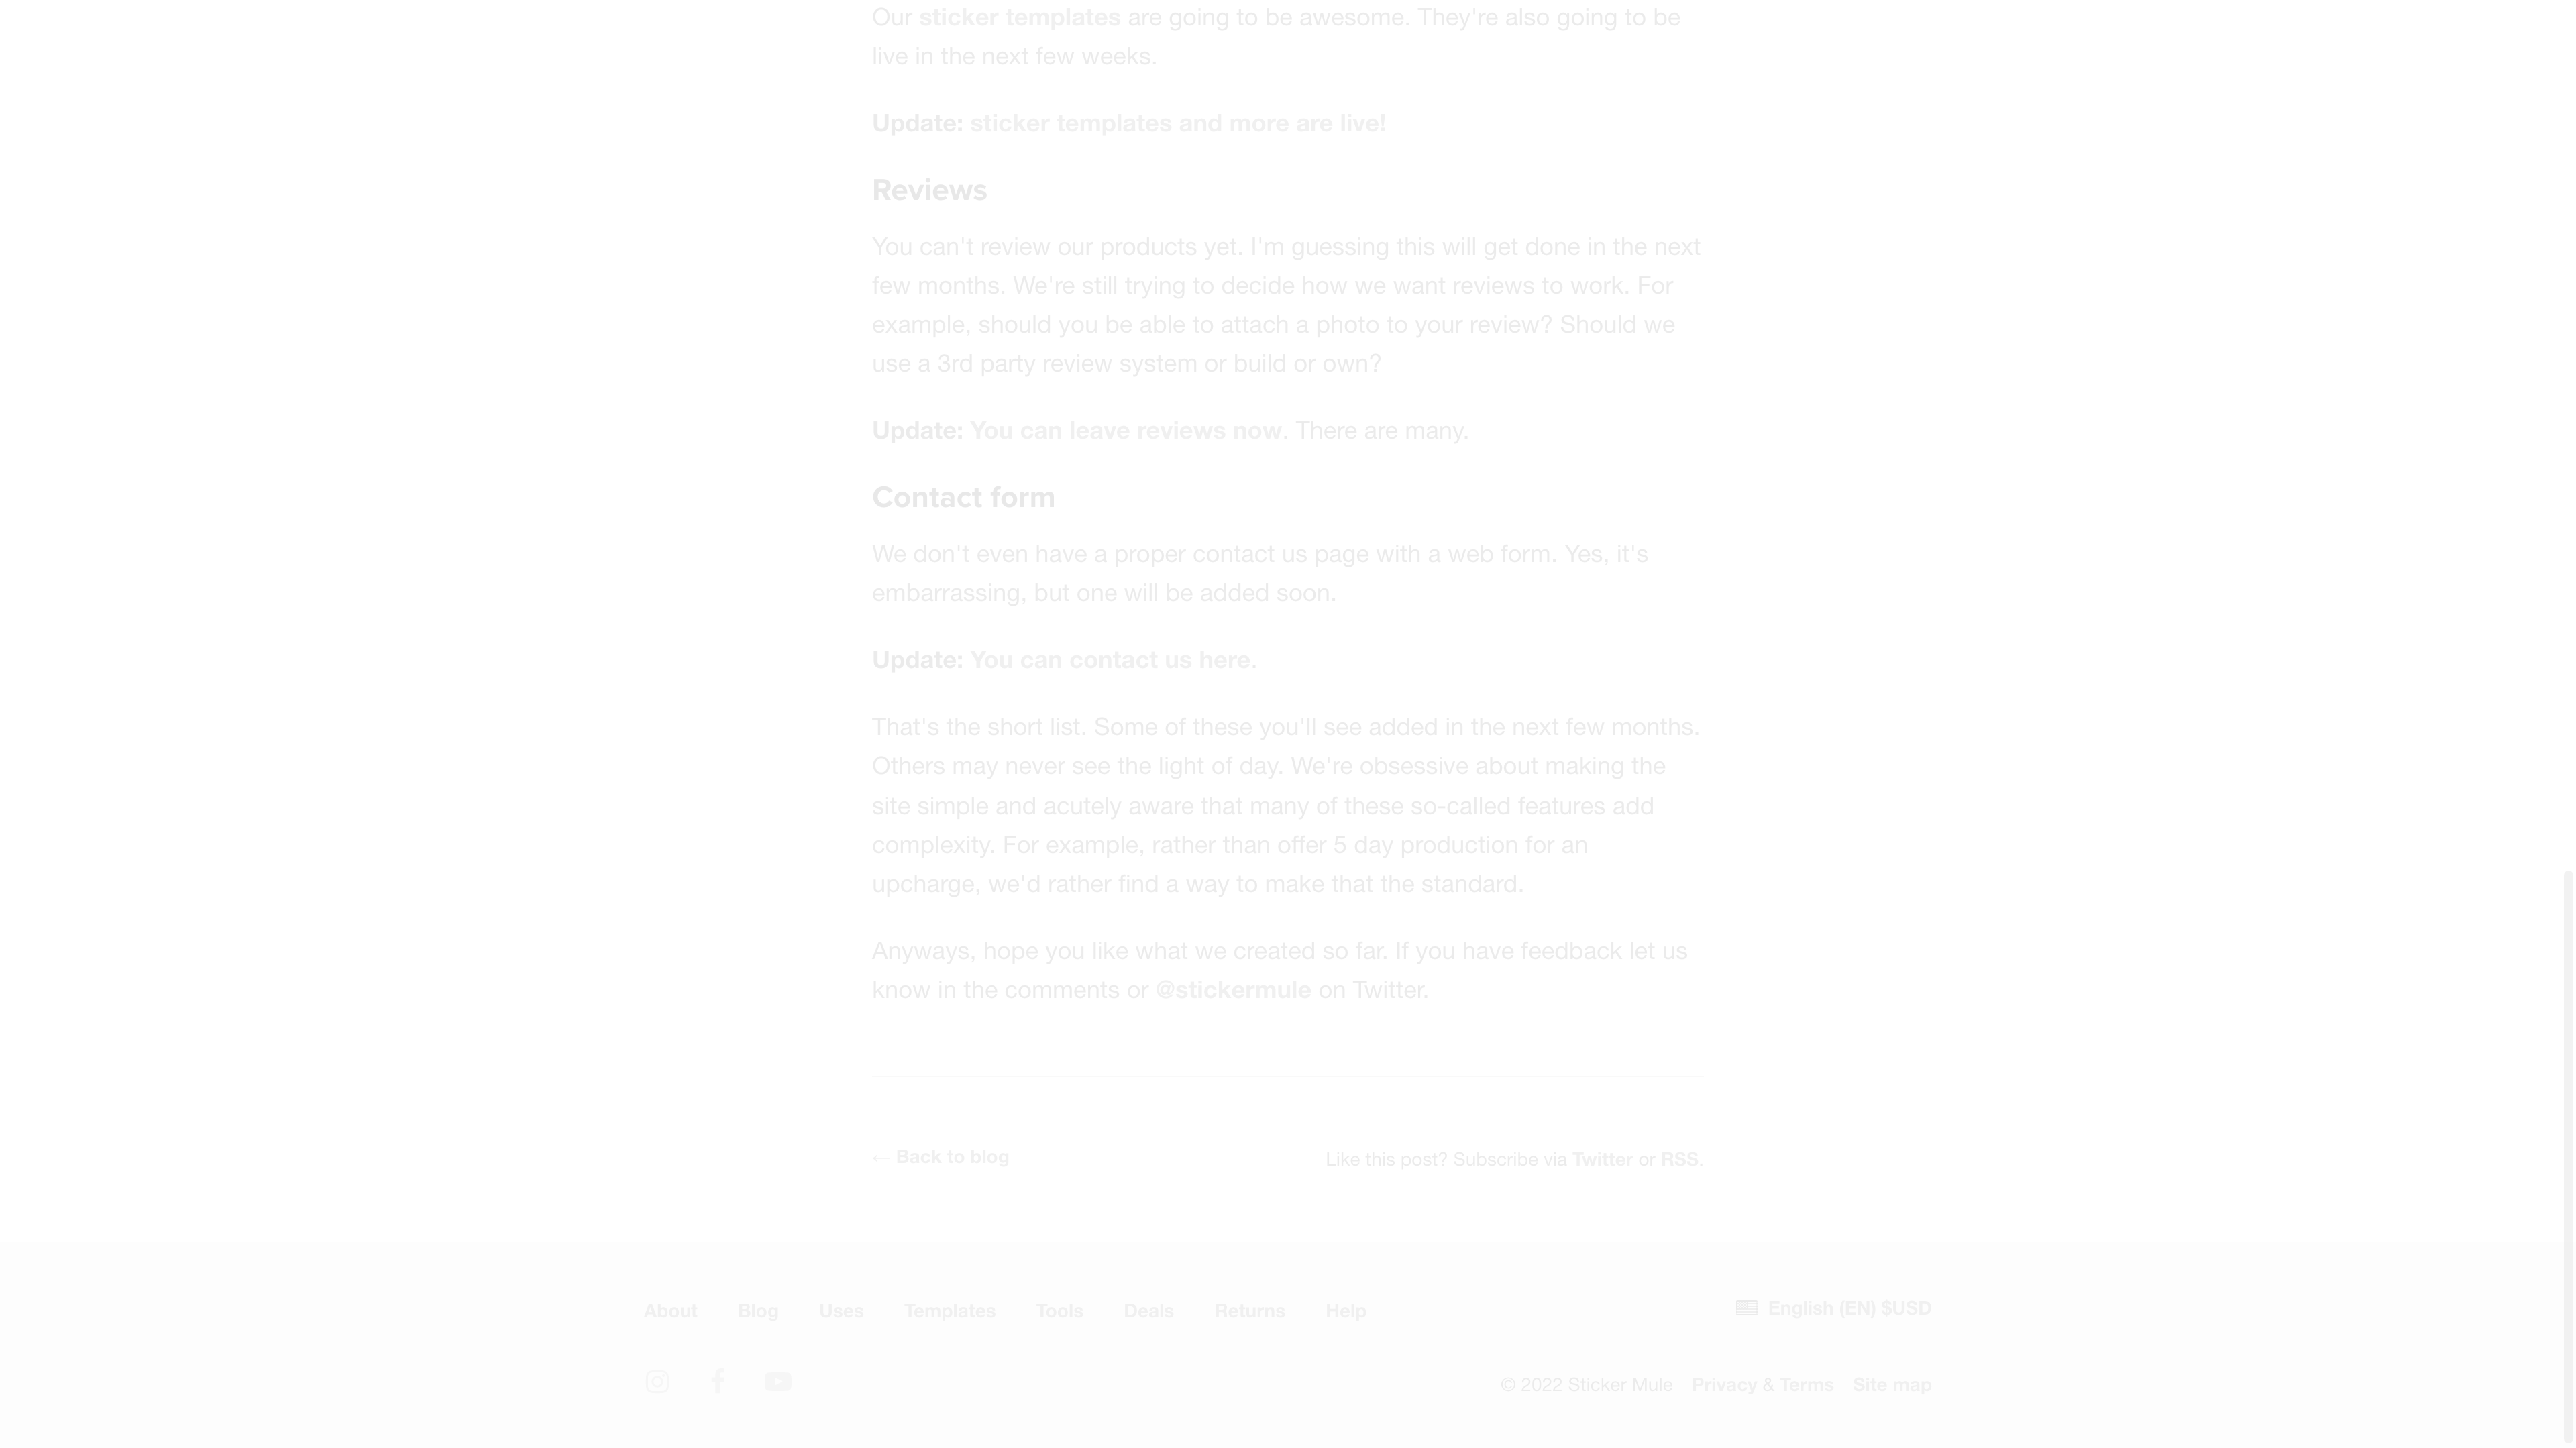 Our sticker templates are going to be awesome. They're also going to be
live in the next few weeks.
Update: sticker templates and more are live!
Reviews
You can't review our products yet. I'm guessing this will get done in the next
few months. We're still trying to decide how we want reviews to work. For
example, should you be able to attach a photo to your review? Should we
use a 3rd party review system or build or own?
Update: You can leave reviews now. There are many.
Contact form
We don't even have a proper contact us page with a web form. Yes, it's
embarrassing, but one will be added soon.
Update: You can contact us here.
That's the short list. Some of these you'll see added in the next few months.
Others may never see the light of day. We're obsessive about making the
site simple and acutely aware that many of these so-called features add
complexity. For example, rather than offer 5 day production for an
upcharge, we'd rather find a way to make that the standard.
Anyways, hope you like what we created so far. If you have feedback let us
know in the comments or @stickermule on Twitter.
← Back to blog
Like this post? Subscribe via Twitter or RSS.
About Blog Uses Templates Tools Deals Returns Help
English (EN) $USD
© 2022 Sticker Mule Privacy & Terms Site map